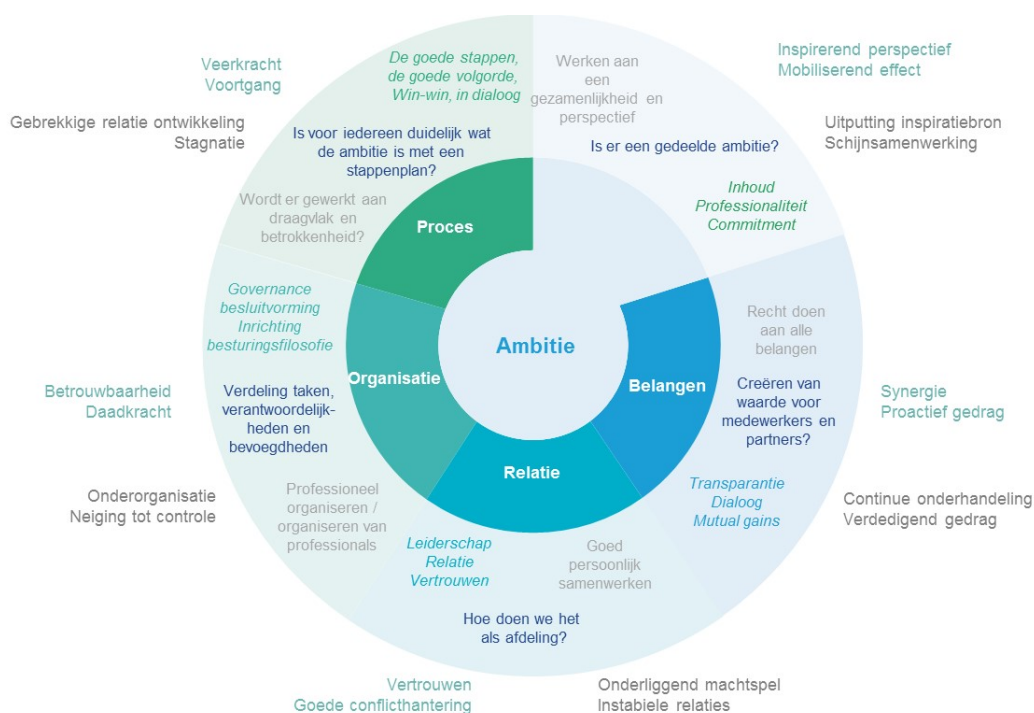 Veerkracht
Voortgang
Gebrekkige relatie ontwikkeling
Stagnatie
De goede stappen,
de goede volgorde,
Win-win, in dialoog
Is voor iedereen duidelijk wat
de ambitie is met een
stappenplan?
Wordt er gewerkt aan
draagvlak en
betrokkenheid?
Proces
Werken aan
een
gezamenlijkheid en
perspectief
Is er een gedeelde ambitie?
Inhoud
Professionaliteit
Commitment
Inspirerend perspectief
Mobiliserend effect
Uitputting inspiratiebron
Schijnsamenwerking
Ambitie
Governance
besluitvorming
Inrichting
besturingsfilosofie
Organisatie
Verdeling taken,
verantwoordelijk-
heden en
bevoegdheden
Professioneel
organiseren /
organiseren van
professionals
Betrouwbaarheid
Daadkracht
Onderorganisatie
Neiging tot controle
Belangen
Recht doen
aan alle
belangen
Creëren van
waarde voor
medewerkers en
partners?
Transparantie
Dialoog
Mutual gains
Synergie
Proactief gedrag
Continue onderhandeling
Verdedigend gedrag
Relatie
Leiderschap
Relatie
Vertrouwen
Goed
persoonlijk
samenwerken
Hoe doen we het
als afdeling?
Vertrouwen
Goede conflicthantering
Onderliggend machtspel
Instabiele relaties